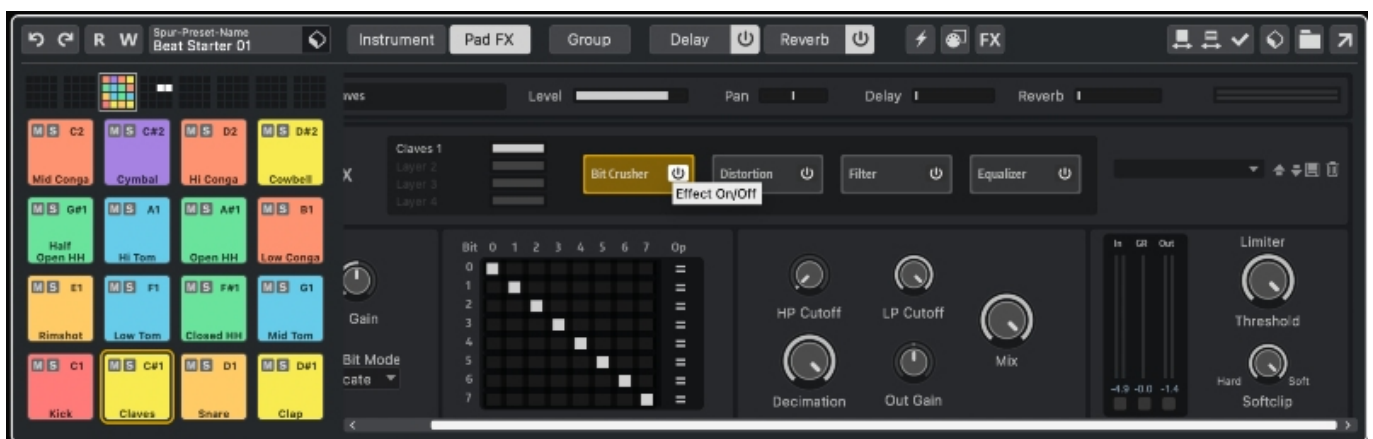 R W Spur-Preset-Name
Beat Starter 01
Instrument Pad FX Group Delay Reverb FX
Level Pan Delay Reverb
M S C2 M S C#2 M S D2 M S D#2
Mid Conga Cymbal Hi Conga Cowbell
Claves 1
Layer 2
Layer 3
Layer 4
X
Bit Crusher Distortion Filter Equalizer
Effect On/Off
M S G#1 M S A1 M S A#1 M S B1
Half
Open HH Hi Tom Open HH Low Conga
M S E1 M S F1 M S F#1 M S G1
Rimshot Low Tom Closed HH Mid Tom
M S C1 M S C#1 M S D1 M S D#1
Kick Claves Snare Clap
Gain
Bit Mode
cate
Bit 0 1 2 3 4 5 6 7 Op
0 =
1 =
2 =
3 =
4 =
5 =
6 =
7 =
HP Cutoff LP Cutoff
Mix
Decimation Out Gain
In GR Out
-4.9 -0.0 -1.4
Limiter
Threshold
Hard Soft
Softclip